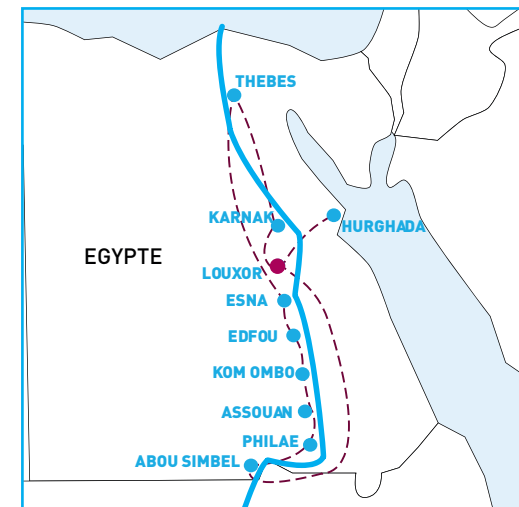 THEBES
KARNAK
HURGHADA
EGYPTE
LOUXOR
ESNA
EDFOU
KOM OMBO
ASSOUAN
PHILAE
ABOU SIMBEL